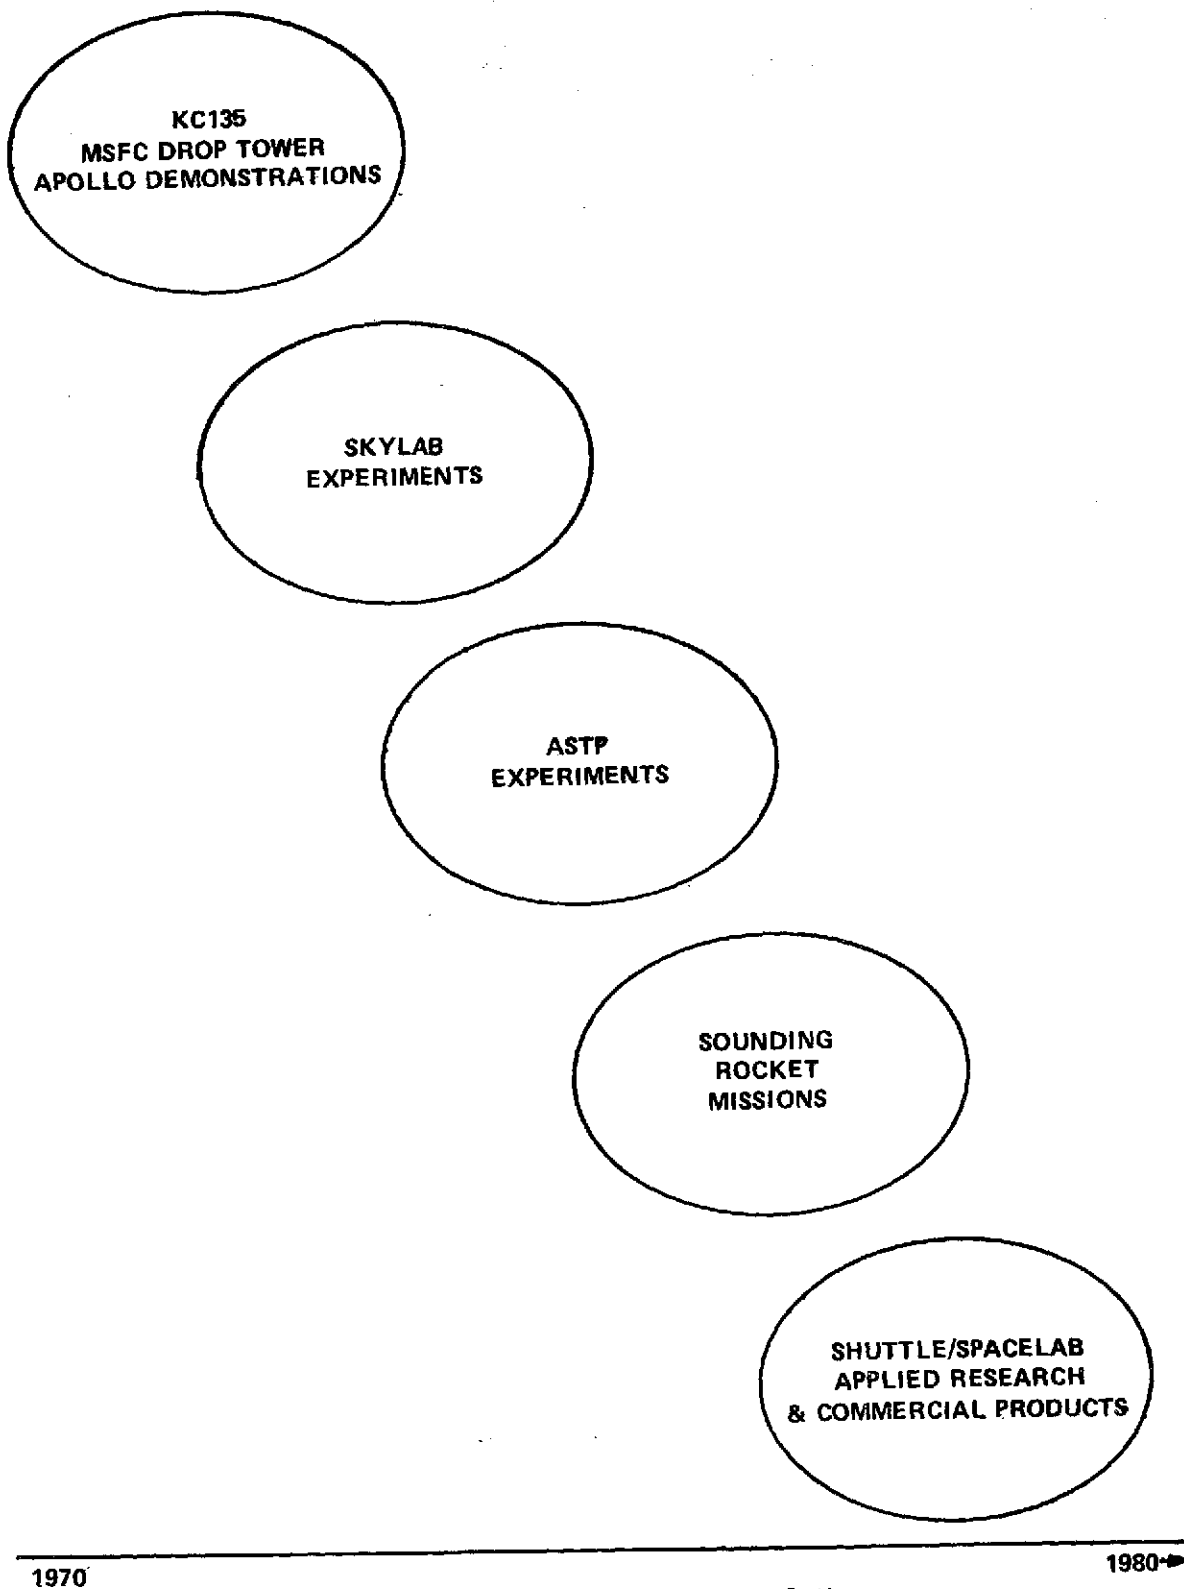 KC135
MSFC DROP TOWER
APOLLO DEMONSTRATIONS
SKYLAB
EXPERIMENTS
ASTP
EXPERIMENTS
SOUNDING
ROCKET
MISSIONS
SHUTTLE/SPACELAB
APPLIED RESEARCH
& COMMERCIAL PRODUCTS
1970
1980